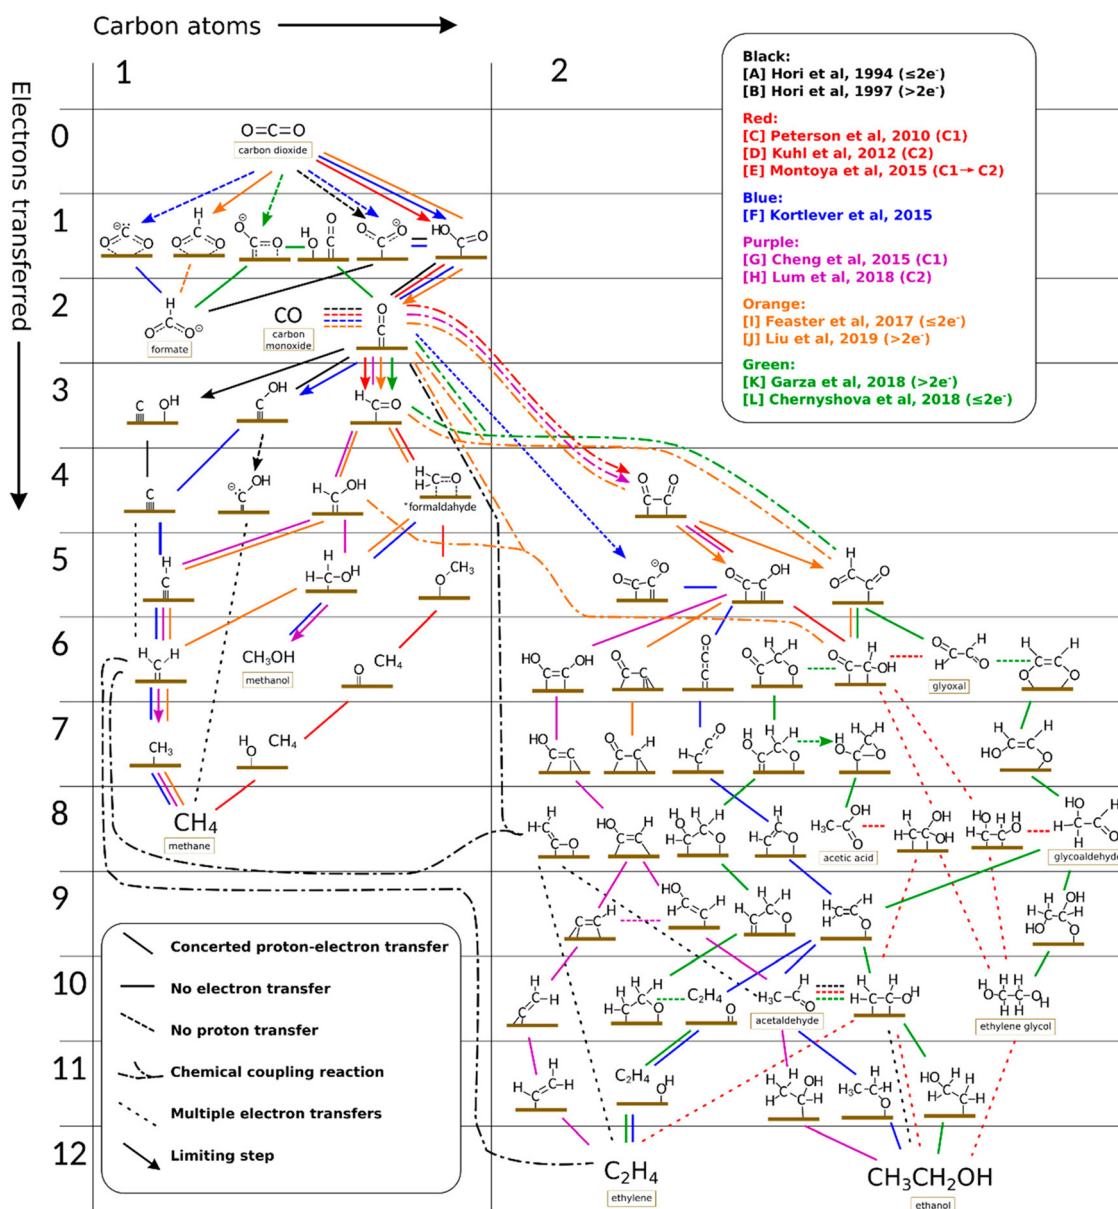 Carbon atoms
1
2
Electrons transferred
Black:
[A] Hori et al, 1994 (≤2e⁻)
[B] Hori et al, 1997 (>2e⁻)
Red:
[C] Peterson et al, 2010 (C1)
[D] Kuhl et al, 2012 (C2)
[E] Montoya et al, 2015 (C1→ C2)
Blue:
[F] Kortlever et al, 2015
Purple:
[G] Cheng et al, 2015 (C1)
[H] Lum et al, 2018 (C2)
Orange:
[I] Feaster et al, 2017 (≤2e⁻)
[J] Liu et al, 2019 (>2e⁻)
Green:
[K] Garza et al, 2018 (>2e⁻)
[L] Chernyshova et al, 2018 (≤2e⁻)
0
O=C=O
carbon dioxide
1
2
formate
CO
carbon monoxide
3
4
*formaldahyde
5
6
CH₃OH
methanol
CH₄
glyoxal
7
CH₃
CH₄
8
CH₄
methane
acetic acid
glycoaldehyde
9
10
C₂H₄
acetaldehyde
ethylene glycol
11
C₂H₄
12
C₂H₄
ethylene
CH₃CH₂OH
ethanol
Concerted proton-electron transfer
No electron transfer
No proton transfer
Chemical coupling reaction
Multiple electron transfers
Limiting step